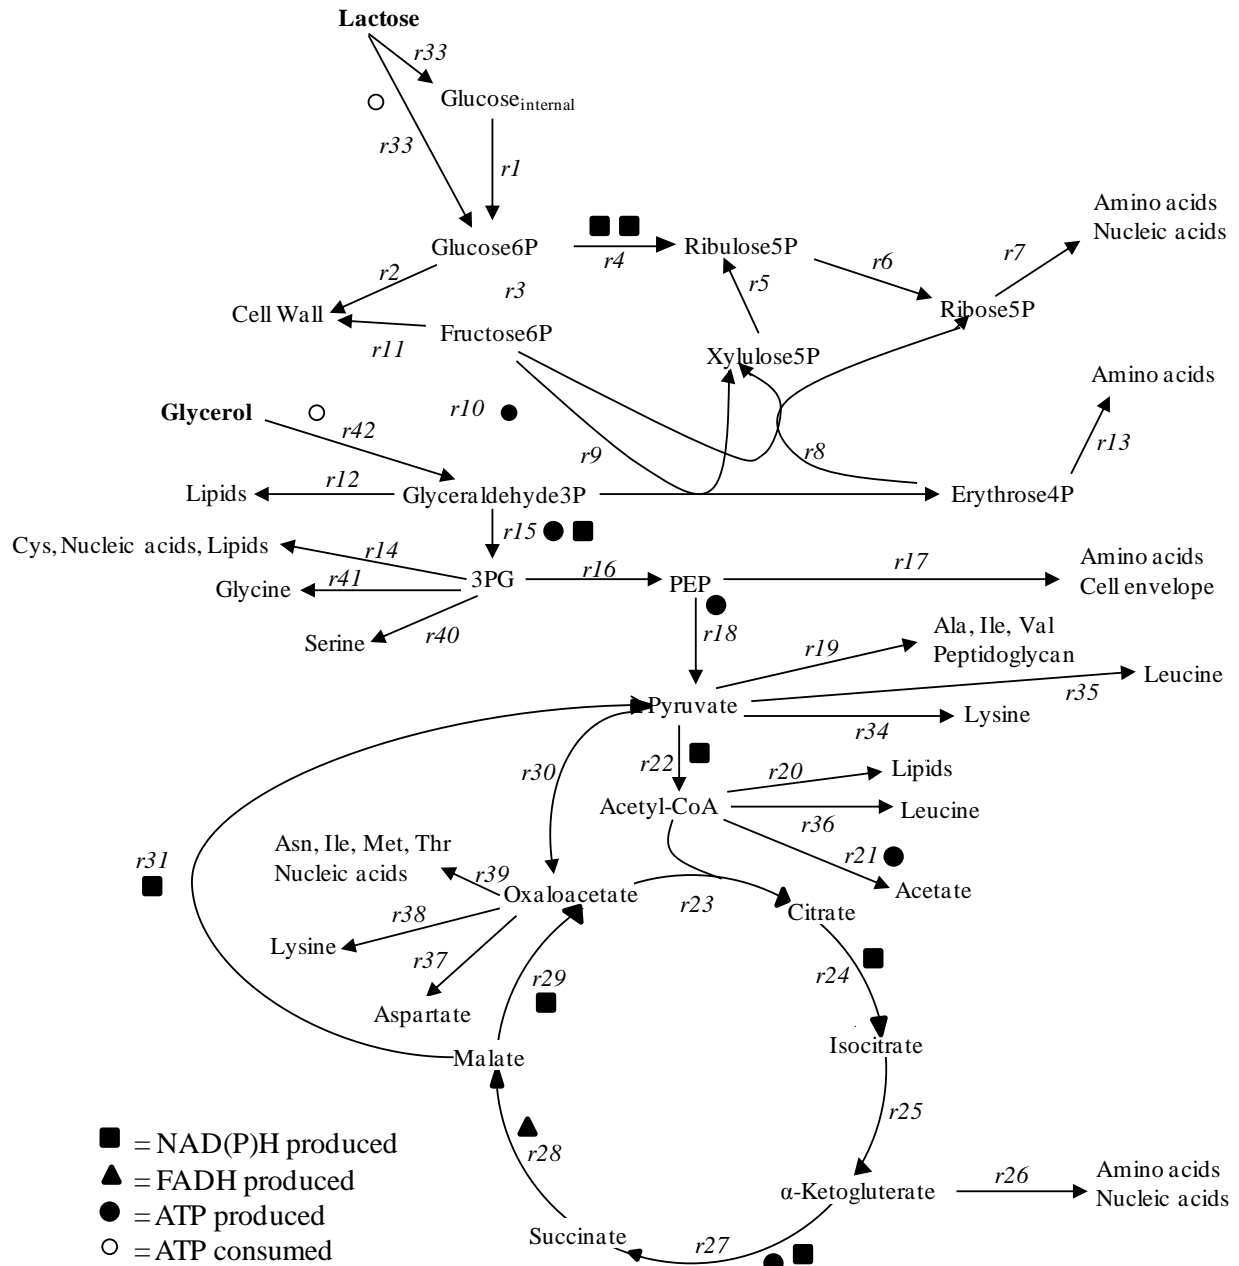 Lactose
r33
Glucoseinternal
r33
r1
Amino acids
Nucleic acids
Glucose6P
r4
Ribulose5P
r6
r7
r2
r3
r5
Ribose5P
Cell Wall
r11
Fructose6P
Xylulose5P
Amino acids
Glycerol
r42
r10
r9
r8
r13
Lipids
r12
Glyceraldehyde3P
Erythrose4P
r15
Cys, Nucleic acids, Lipids
r14
Glycine
r41
3PG
r16
PEP
r17
Amino acids
Cell envelope
Serine
r40
r18
r19
Ala, Ile, Val
Peptidoglycan
Leucine
r35
Pyruvate
Lysine
r34
r30
r22
r20
Lipids
Acetyl-CoA
r36
Leucine
r31
Asn, Ile, Met, Thr
Nucleic acids
r39
r21
Acetate
Oxaloacetate
r23
Citrate
r38
Lysine
r37
r29
r24
Aspartate
Malate
Isocitrate
r25
= NAD(P)H produced
r28
= FADH produced
α-Ketogluterate
r26
Amino acids
Nucleic acids
= ATP produced
Succinate
r27
= ATP consumed